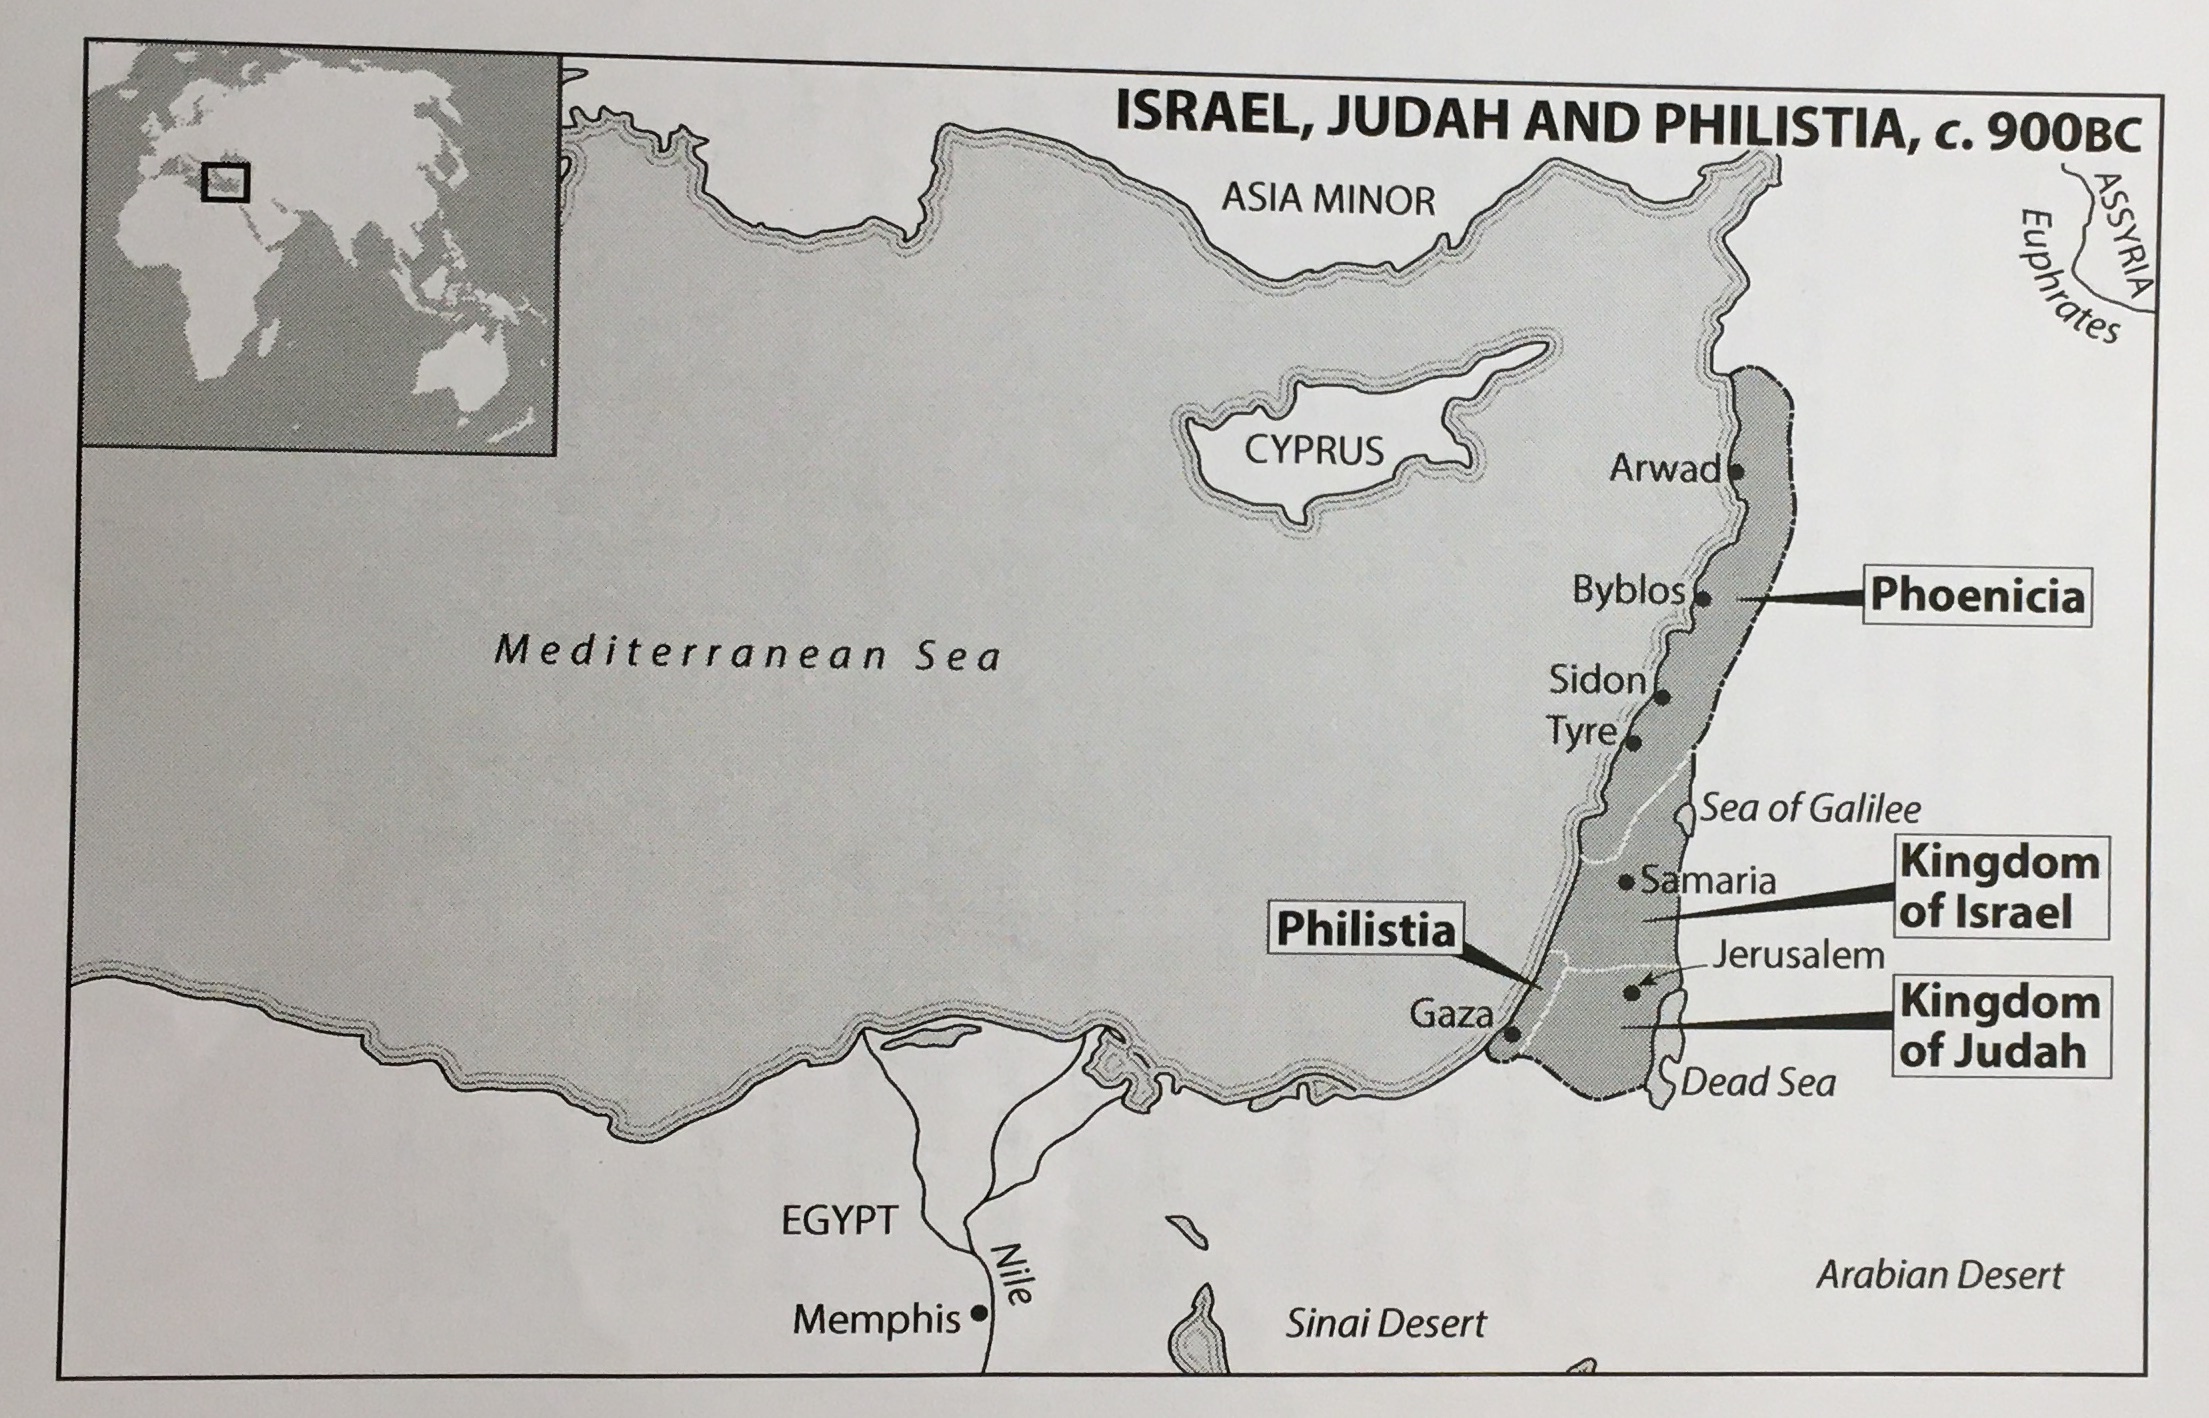 ISRAEL, JUDAH AND PHILISTIA, c. 900BC
ASIA MINOR
ASSYRIA
Euphrates
CYPRUS
Arwad
Byblos
Phoenicia
Mediterranean Sea
Sidon
Tyre
Sea of Galilee
Samaria
Kingdom
of Israel
Philistia
Jerusalem
Gaza
Kingdom
of Judah
Dead Sea
EGYPT
Nile
Memphis
Sinai Desert
Arabian Desert